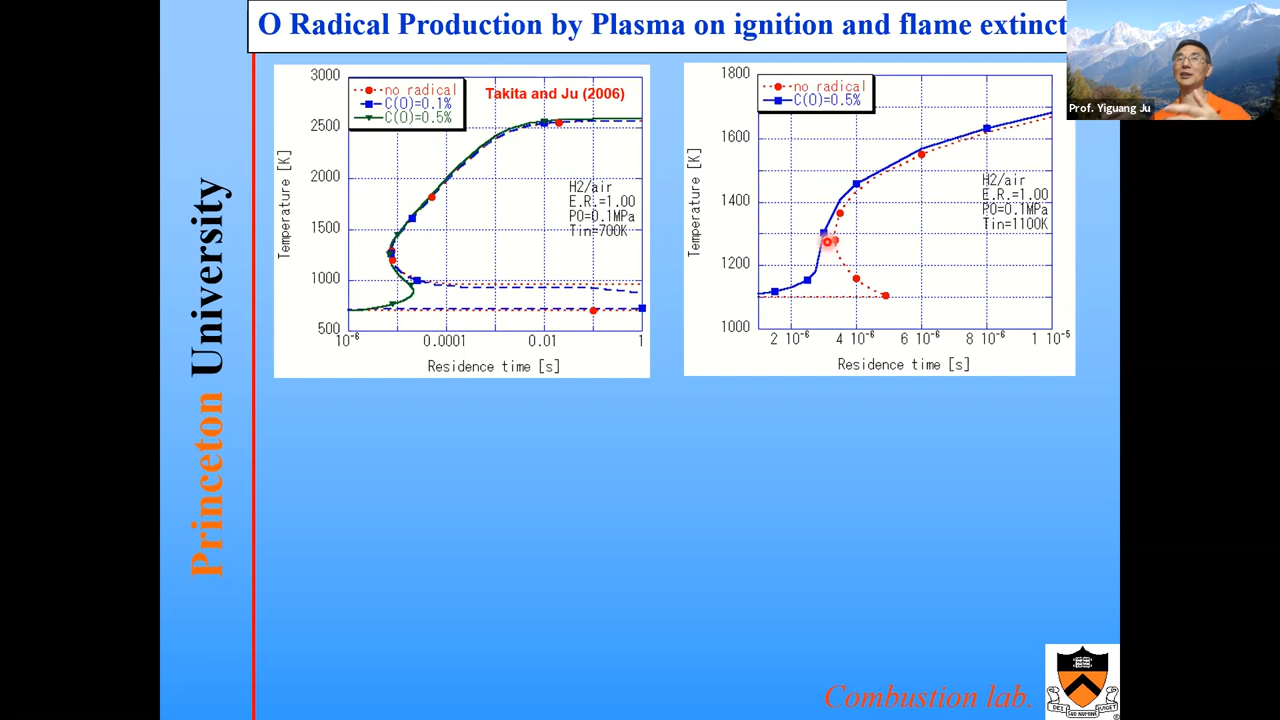 O Radical Production by Plasma on ignition and flame extinct
Prof. Yiguang Ju
Princeton University
no radical
C(O)=0.1%
C(O)=0.5%
Takita and Ju (2006)
3000
2500
2000
1500
1000
500
Temperature [K]
H2/air
E.R.=1.00
P0=0.1MPa
Tin=700K
10-6
0.0001
0.01
1
Residence time [s]
no radical
C(O)=0.5%
1800
1600
1400
1200
1000
Temperature [K]
H2/air
E.R.=1.00
P0=0.1MPa
Tin=1100K
2 10-6
4 10-6
6 10-6
8 10-6
1 10-5
Residence time [s]
Combustion lab.